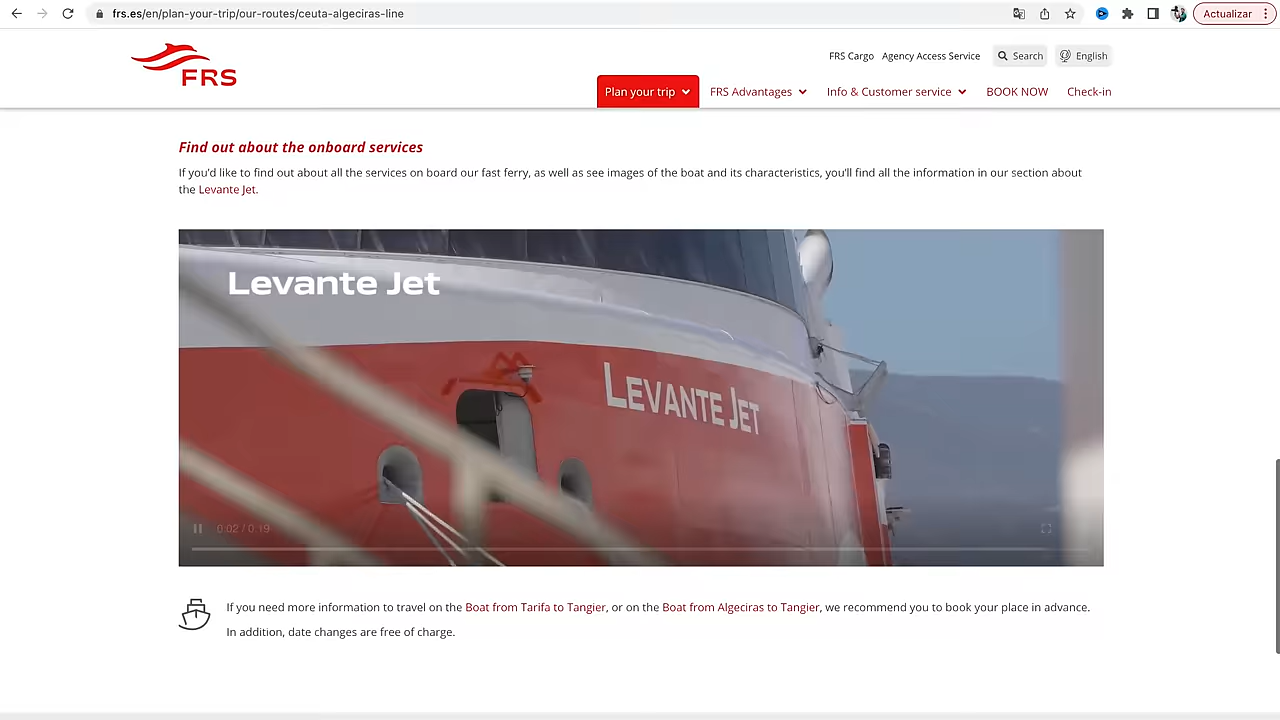 frs.es/en/plan-your-trip/our-routes/ceuta-algeciras-line
Actualizar
FRS
FRS Cargo Agency Access Service Search English
Plan your trip FRS Advantages Info & Customer service BOOK NOW Check-in
Find out about the onboard services
If you'd like to find out about all the services on board our fast ferry, as well as see images of the boat and its characteristics, you'll find all the information in our section about
the Levante Jet.
Levante Jet
LEVANTE JET
0:02 / 0:19
If you need more information to travel on the Boat from Tarifa to Tangier, or on the Boat from Algeciras to Tangier, we recommend you to book your place in advance.
In addition, date changes are free of charge.